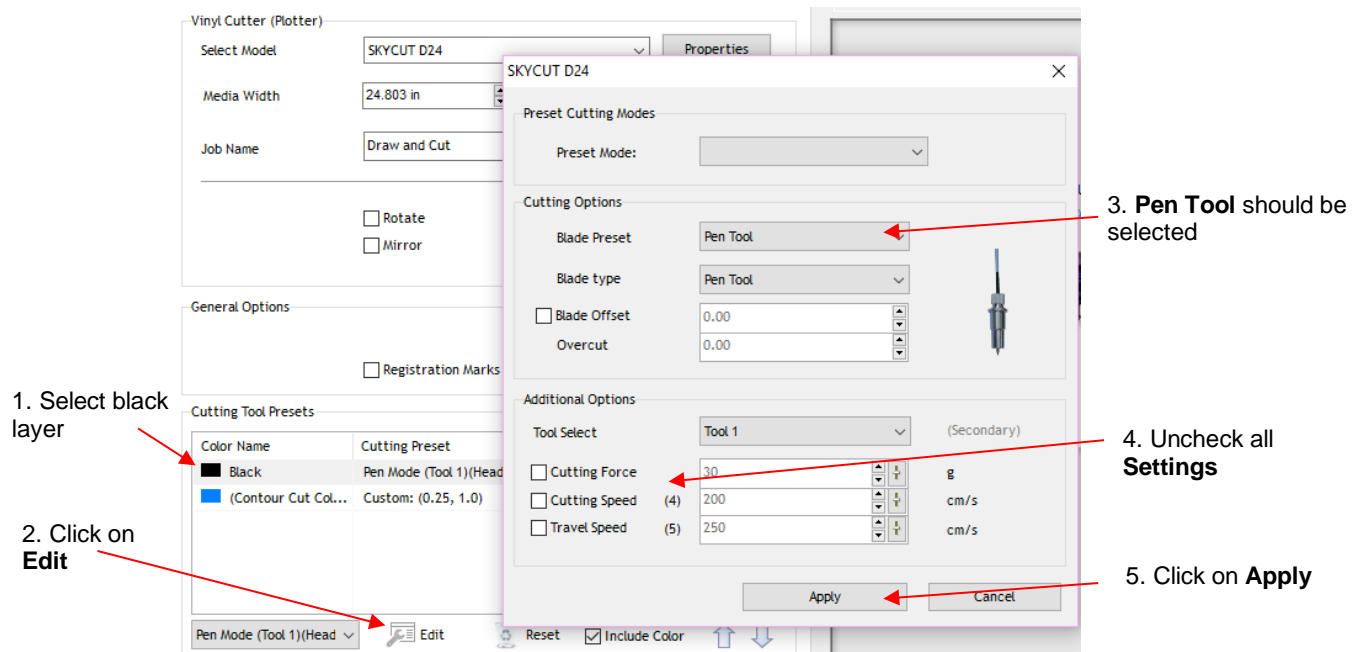 Vinyl Cutter (Plotter)
Select Model
SKYCUT D24
Properties
Media Width
24.803 in
Job Name
Draw and Cut
Rotate
Mirror
General Options
Registration Marks
Cutting Tool Presets
Color Name
Cutting Preset
Black
Pen Mode (Tool 1)(Head
(Contour Cut Col...
Custom: (0.25, 1.0)
Pen Mode (Tool 1)(Head
Edit
Reset
Include Color
SKYCUT D24
Preset Cutting Modes
Preset Mode:
Cutting Options
Blade Preset
Pen Tool
Blade type
Pen Tool
Blade Offset
0.00
Overcut
0.00
Additional Options
Tool Select
Tool 1
(Secondary)
Cutting Force
30
g
Cutting Speed
(4)
200
cm/s
Travel Speed
(5)
250
cm/s
Apply
Cancel
1. Select black
layer
2. Click on
Edit
3. Pen Tool should be
selected
4. Uncheck all
Settings
5. Click on Apply